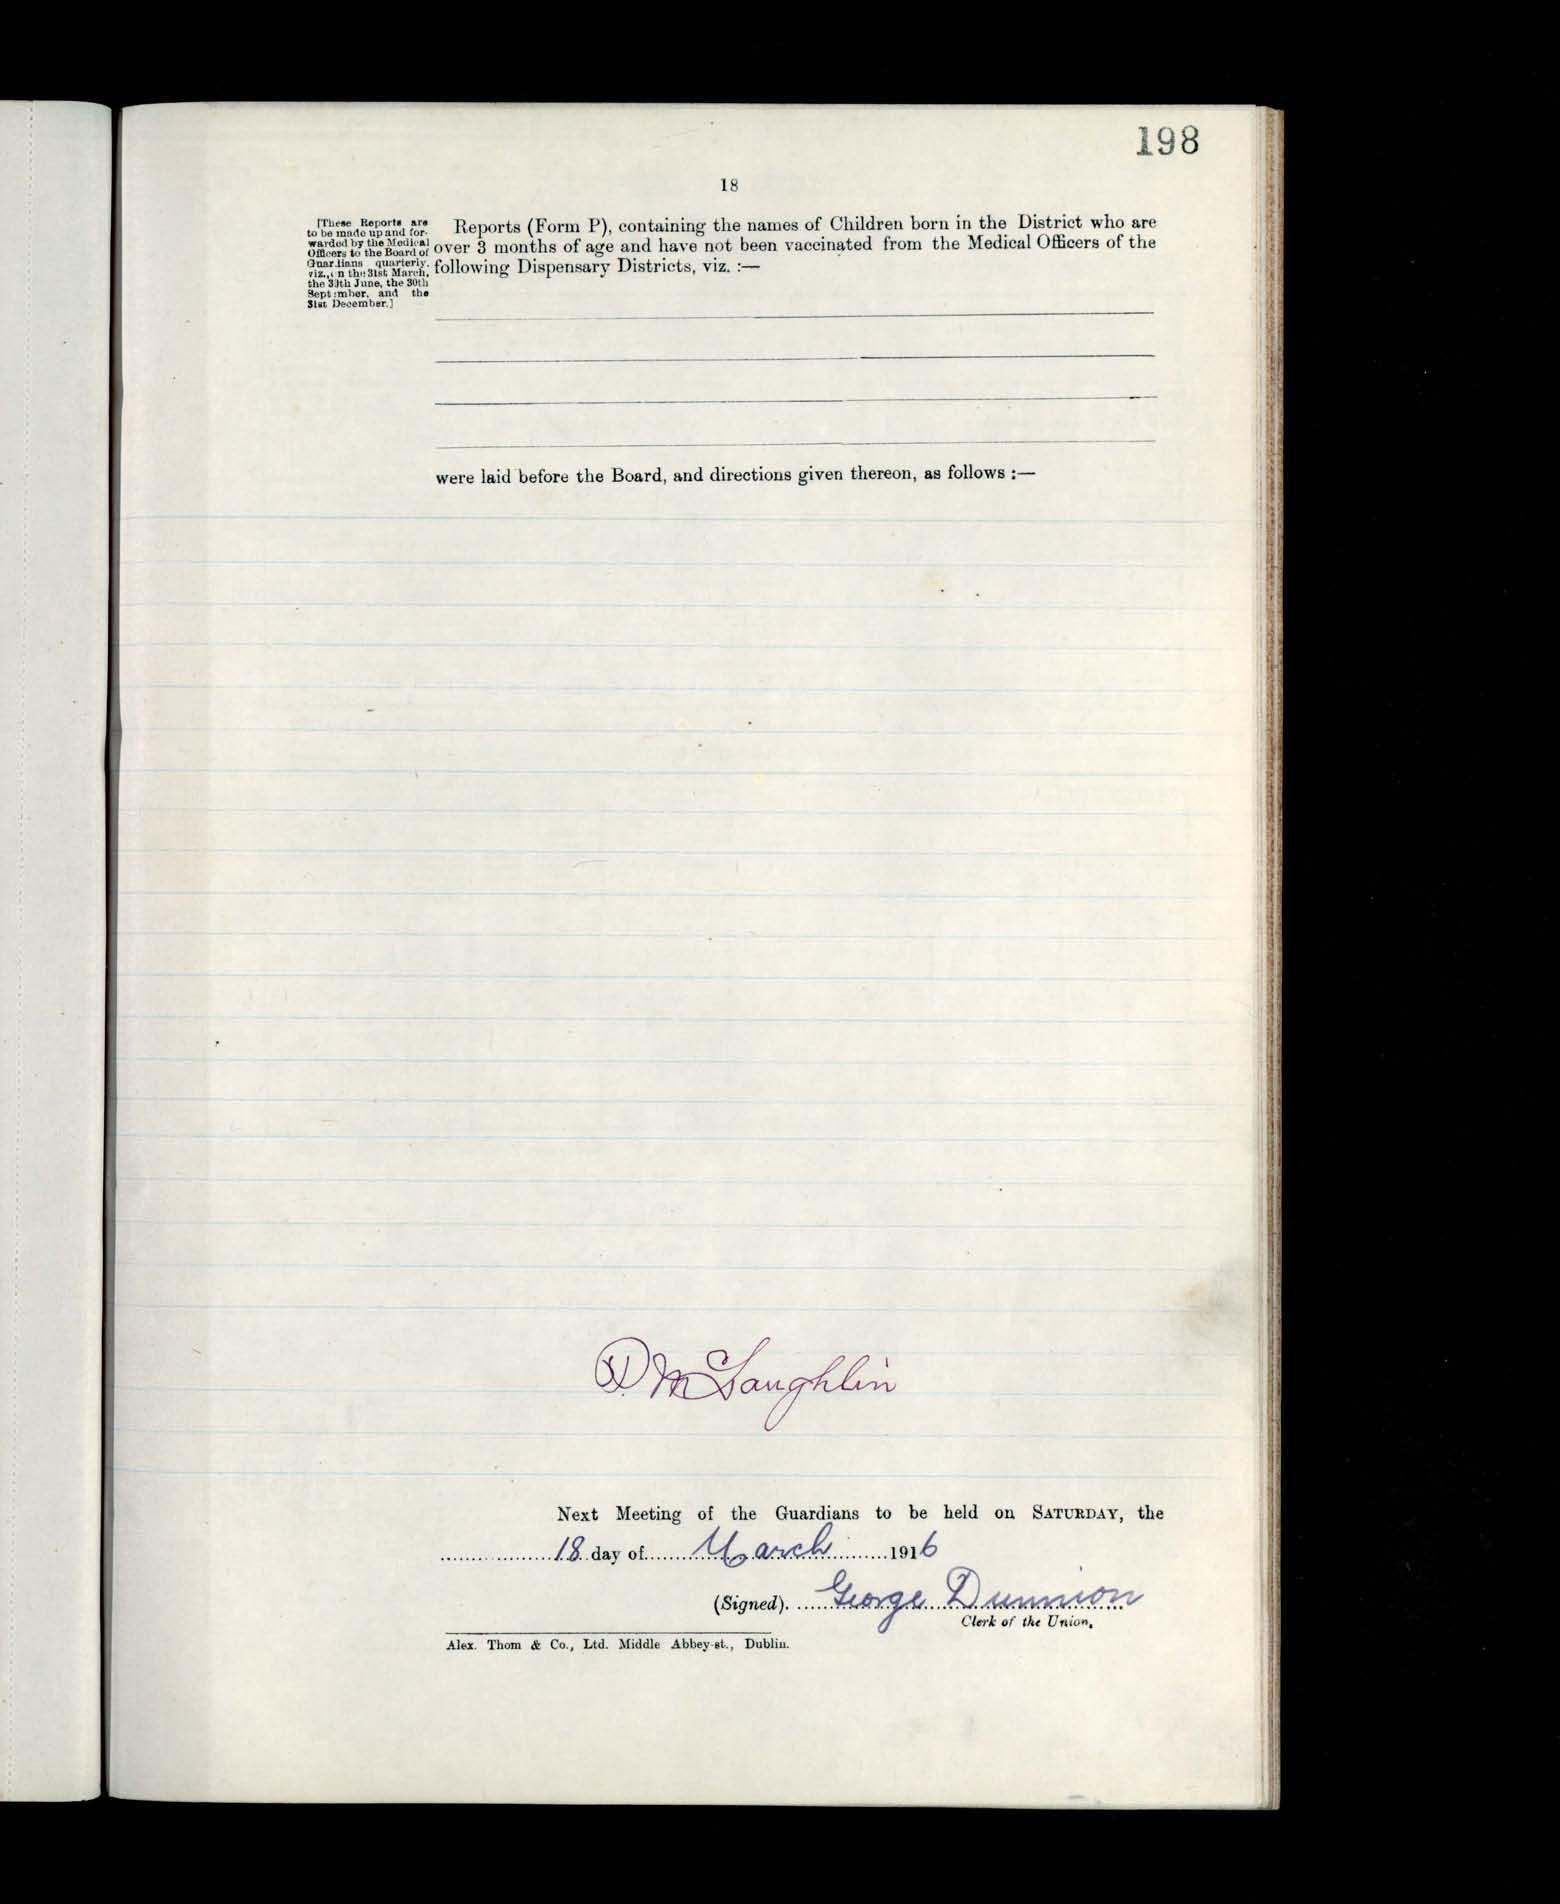 198
18
[These Reports are
to be made up and for-
warded by the Medical
Officers to the Board of
Guardians quarterly,
viz., on the 31st March,
the 30th June, the 30th
September, and the
31st December.]
Reports (Form P), containing the names of Children born in the District who are
over 3 months of age and have not been vaccinated from the Medical Officers of the
following Dispensary Districts, viz. :—
were laid before the Board, and directions given thereon, as follows :—
McLaughlin
Next Meeting of the Guardians to be held on SATURDAY, the
18 day of March 1916
(Signed). George Dunnion
Clerk of the Union.
Alex. Thom & Co., Ltd. Middle Abbey-st., Dublin.